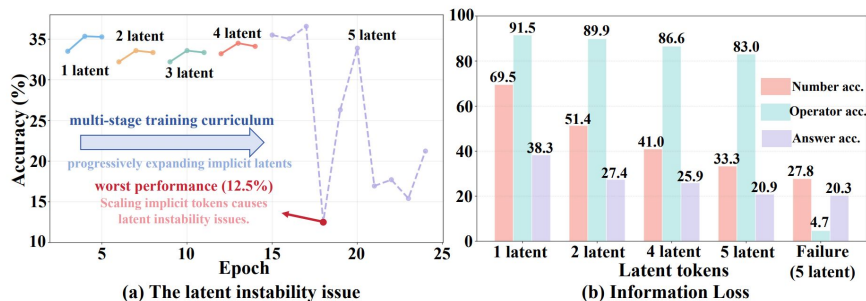 35
30
25
20
15
10
Accuracy (%)
2 latent
4 latent
5 latent
1 latent
3 latent
multi-stage training curriculum
progressively expanding implicit latents
worst performance (12.5%)
Scaling implicit tokens causes
latent instability issues.
0
5
10
15
20
25
Epoch
(a) The latent instability issue
100
80
60
40
20
0
69.5
91.5
38.3
51.4
89.9
27.4
41.0
86.6
25.9
33.3
83.0
20.9
27.8
4.7
20.3
Number acc.
Operator acc.
Answer acc.
1 latent
2 latent
4 latent
5 latent
Failure
(5 latent)
Latent tokens
(b) Information Loss